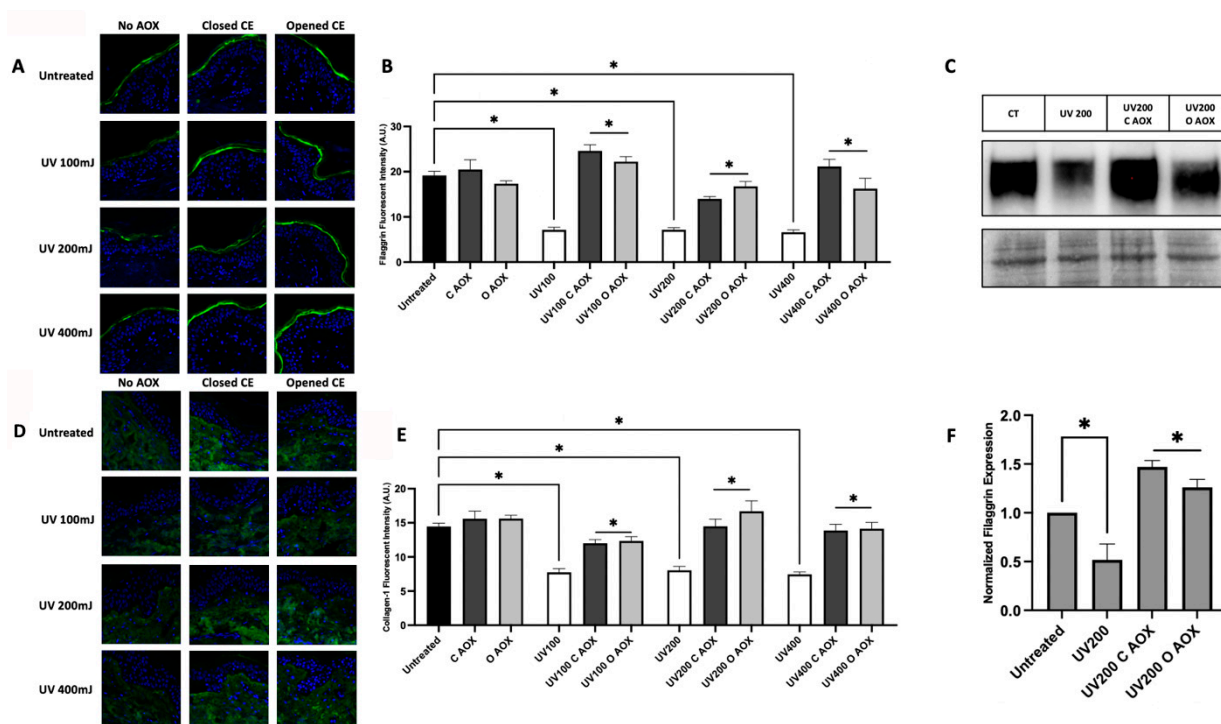 No AOX Closed CE Opened CE
A
Untreated
UV 100mJ
UV 200mJ
UV 400mJ
B
* * *
* * *
Filaggrin Fluorescent Intensity (A.U.)
30
20
10
0
Untreated
C AOX
O AOX
UV100
UV100 C AOX
UV100 O AOX
UV200
UV200 C AOX
UV200 O AOX
UV400
UV400 C AOX
UV400 O AOX
C
CT
UV 200
UV200
C AOX
UV200
O AOX
No AOX Closed CE Opened CE
D
Untreated
UV 100mJ
UV 200mJ
UV 400mJ
E
* * *
* * *
Collagen-1 Fluorescent Intensity (A.U.)
20
15
10
5
0
Untreated
C AOX
O AOX
UV100
UV100 C AOX
UV100 O AOX
UV200
UV200 C AOX
UV200 O AOX
UV400
UV400 C AOX
UV400 O AOX
F
* *
Normalized Filaggrin Expression
2.0
1.5
1.0
0.5
0.0
Untreated
UV200
UV200 C AOX
UV200 O AOX